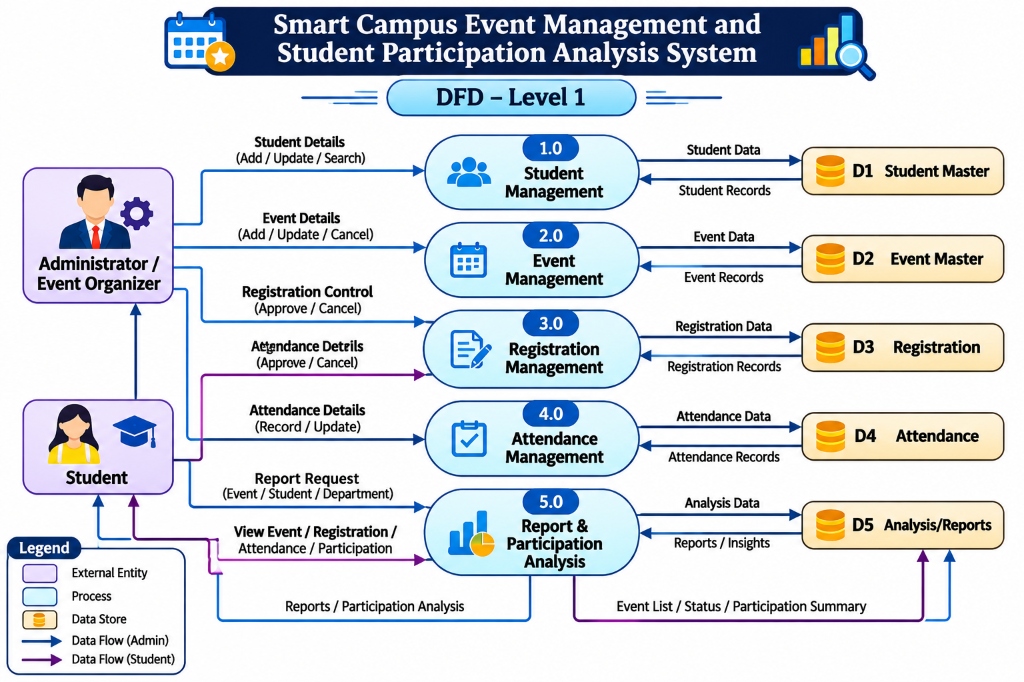 Smart Campus Event Management and
Student Participation Analysis System
DFD – Level 1
Student Details
(Add / Update / Search)
Event Details
(Add / Update / Cancel)
Registration Control
(Approve / Cancel)
Attendance Detrils
(Approve / Cancel)
Attendance Details
(Record / Update)
Report Request
(Event / Student / Department)
View Event / Registration /
Attendance / Participation
Administrator /
Event Organizer
Student
1.0
Student
Management
2.0
Event
Management
3.0
Registration
Management
4.0
Attendance
Management
5.0
Report &
Participation
Analysis
Student Data
Student Records
Event Data
Event Records
Registration Data
Registration Records
Attendance Data
Attendance Records
Analysis Data
Reports / Insights
D1 Student Master
D2 Event Master
D3 Registration
D4 Attendance
D5 Analysis/Reports
Reports / Participation Analysis
Event List / Status / Participation Summary
Legend
External Entity
Process
Data Store
Data Flow (Admin)
Data Flow (Student)